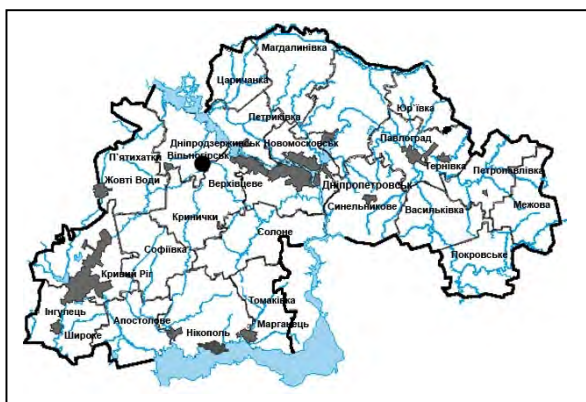 Магдалинівка
Царичанка
Петриківка
Юр'ївка
Дніпродзержинськ
Новомосковськ
Павлоград
П'ятихатки
Вільногірськ
Тернівка
Петропавлівка
Жовті Води
Верхівцеве
Дніпропетровськ
Синельникове
Васильківка
Межова
Кринички
Солоне
Софіївка
Покровське
Кривий Ріг
Томаківка
Інгулець
Апостолове
Нікополь
Марганець
Широке